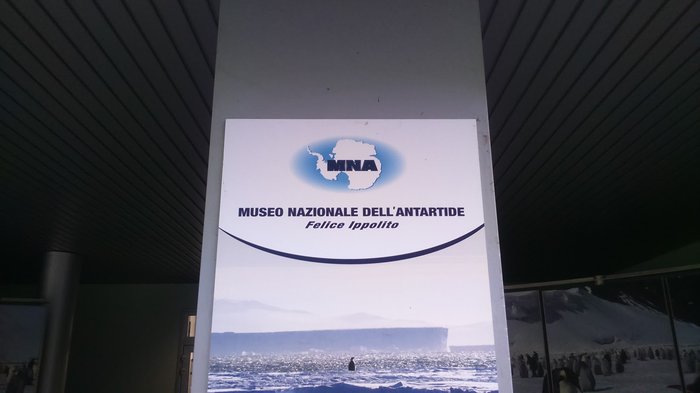 MNA
MUSEO NAZIONALE DELL'ANTARTIDE
Felice Ippolito